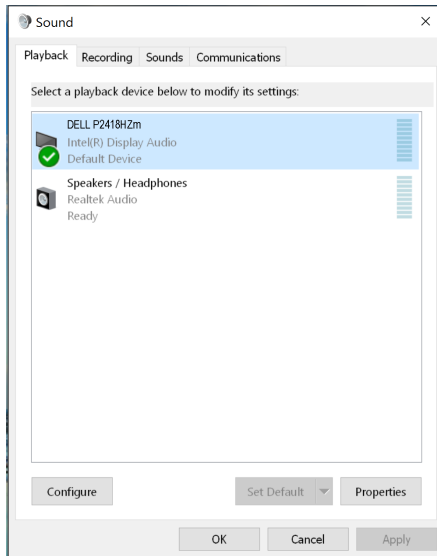 Sound
Playback Recording Sounds Communications
Select a playback device below to modify its settings:
DELL P2418HZm
Intel(R) Display Audio
Default Device
Speakers / Headphones
Realtek Audio
Ready
Configure Set Default Properties
OK Cancel Apply